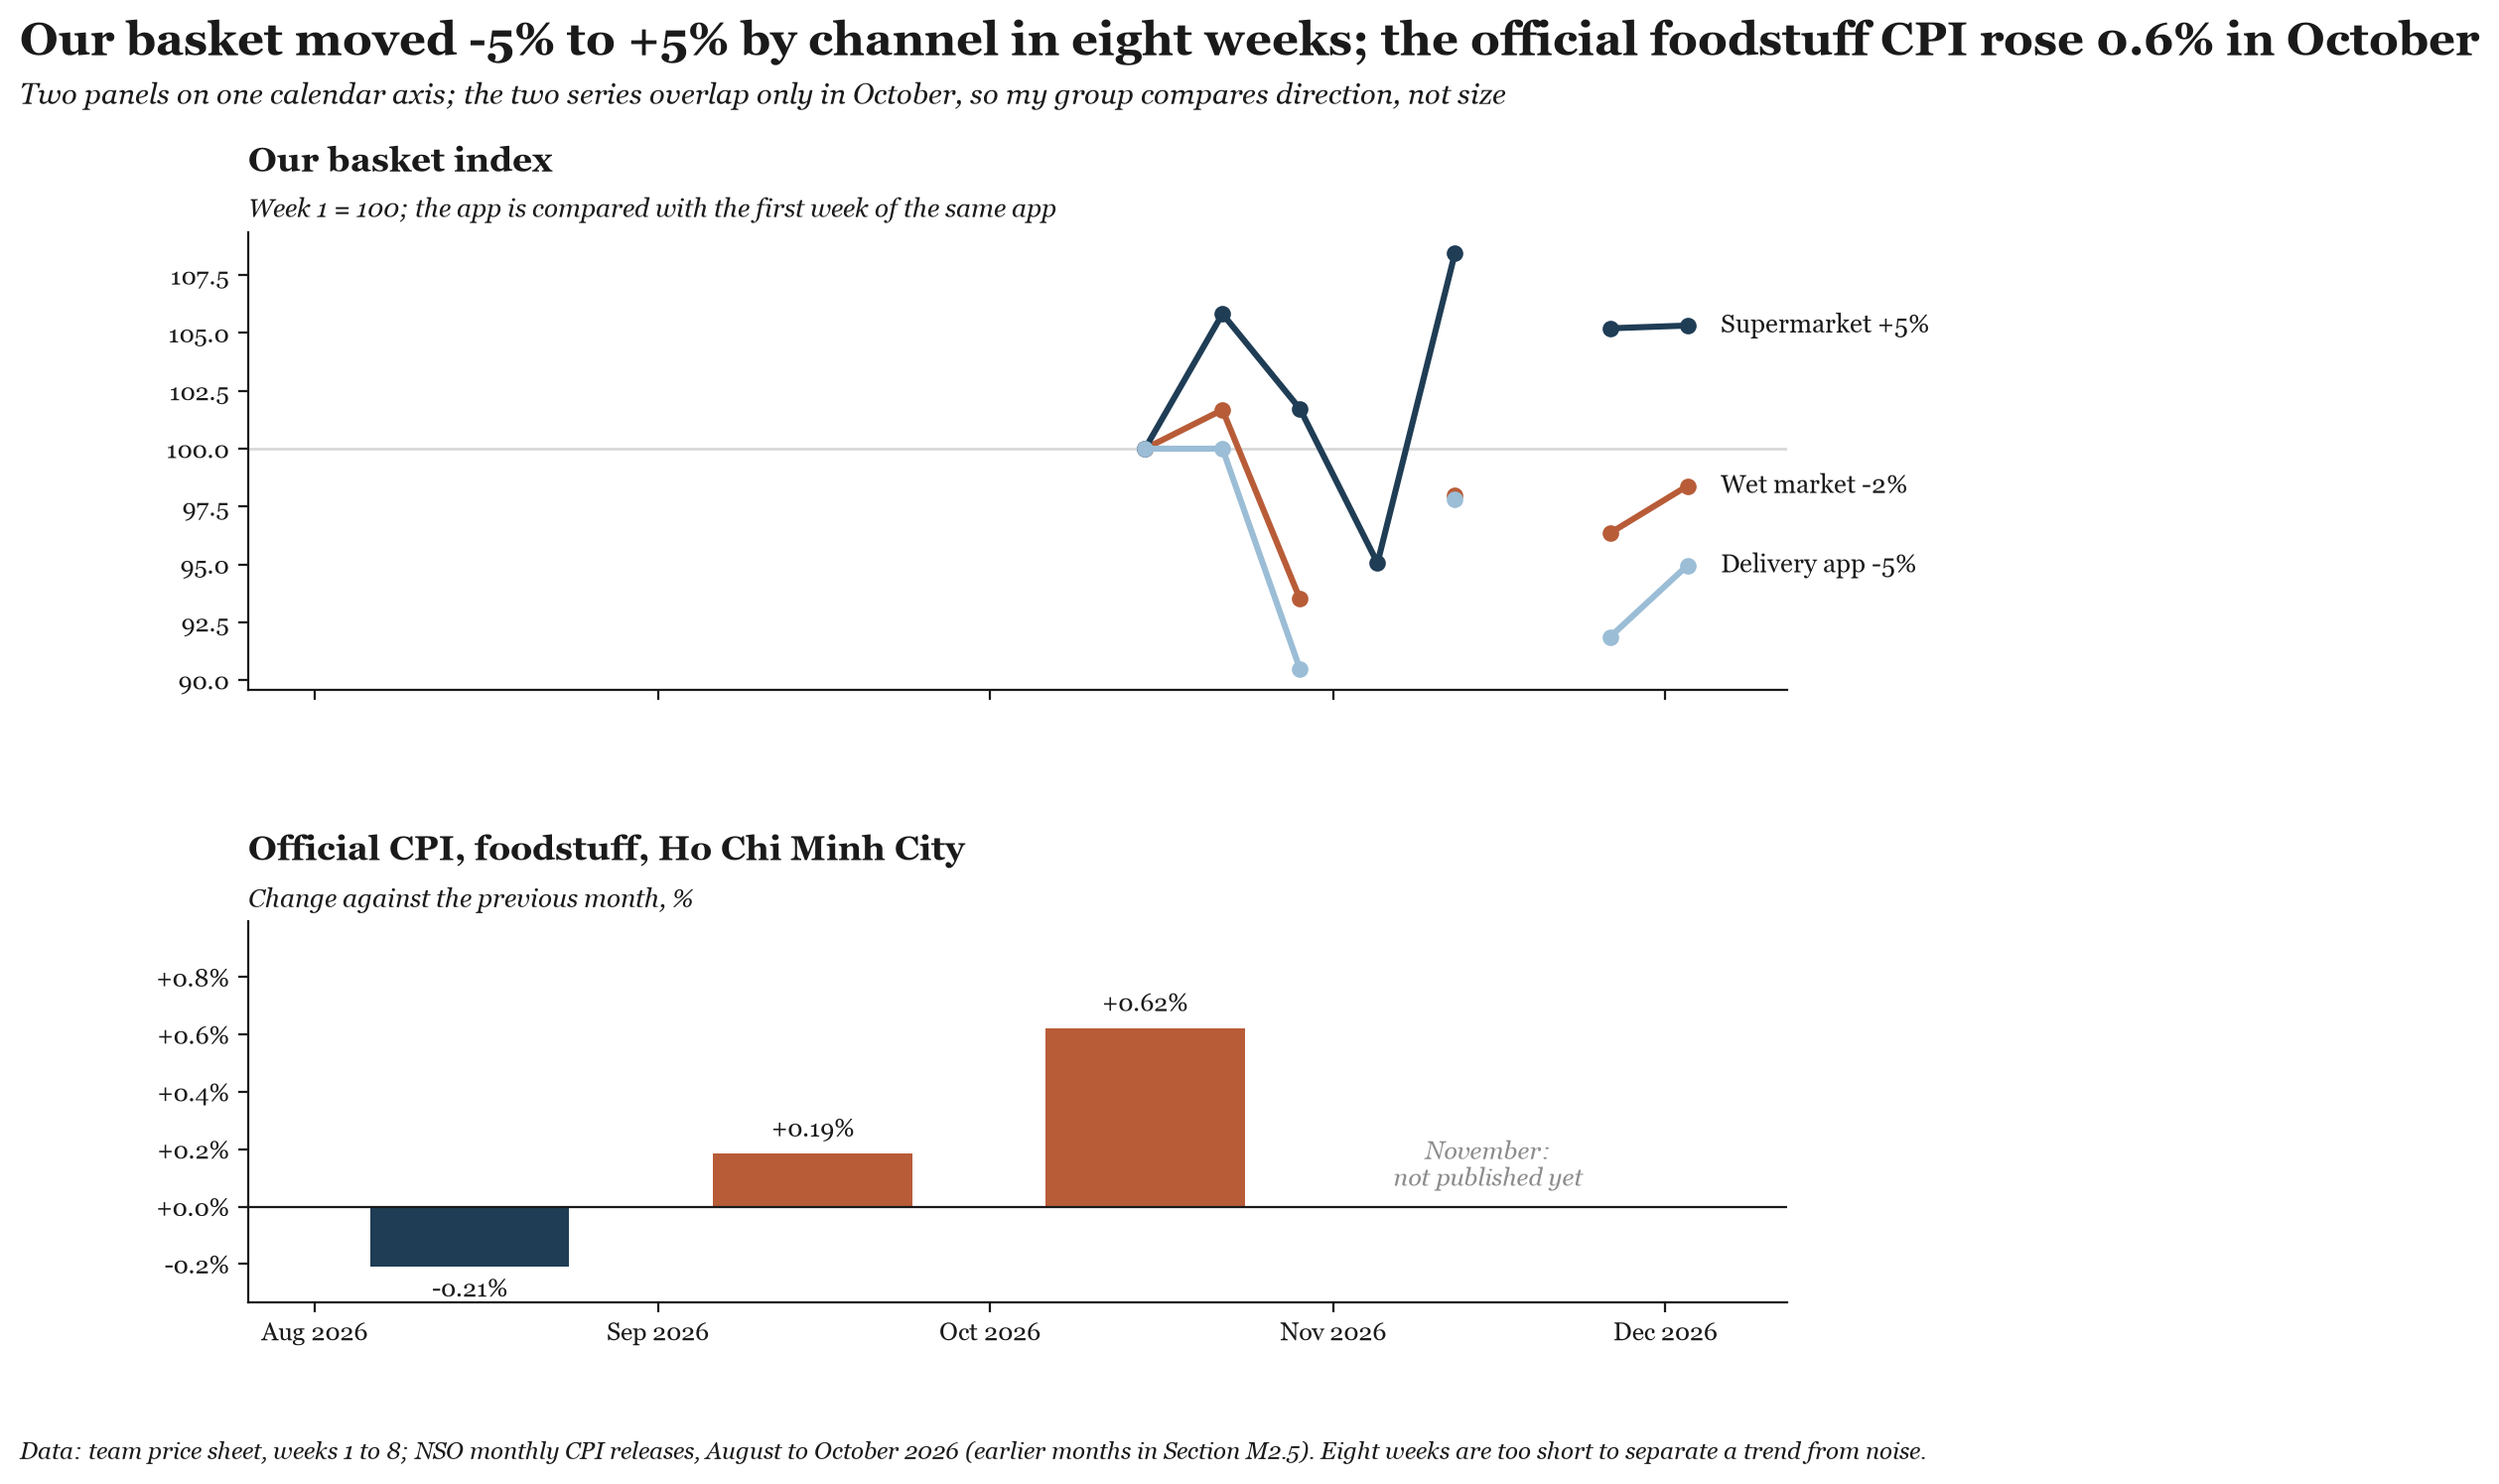 Our basket moved -5% to +5% by channel in eight weeks; the official foodstuff CPI rose 0.6% in October
Two panels on one calendar axis; the two series overlap only in October, so my group compares direction, not size
Our basket index
Week 1 = 100; the app is compared with the first week of the same app
107.5
105.0
102.5
100.0
97.5
95.0
92.5
90.0
Supermarket +5%
Wet market -2%
Delivery app -5%
Official CPI, foodstuff, Ho Chi Minh City
Change against the previous month, %
+0.8%
+0.6%
+0.4%
+0.2%
+0.0%
-0.2%
-0.21%
+0.19%
+0.62%
November:
not published yet
Aug 2026
Sep 2026
Oct 2026
Nov 2026
Dec 2026
Data: team price sheet, weeks 1 to 8; NSO monthly CPI releases, August to October 2026 (earlier months in Section M2.5). Eight weeks are too short to separate a trend from noise.